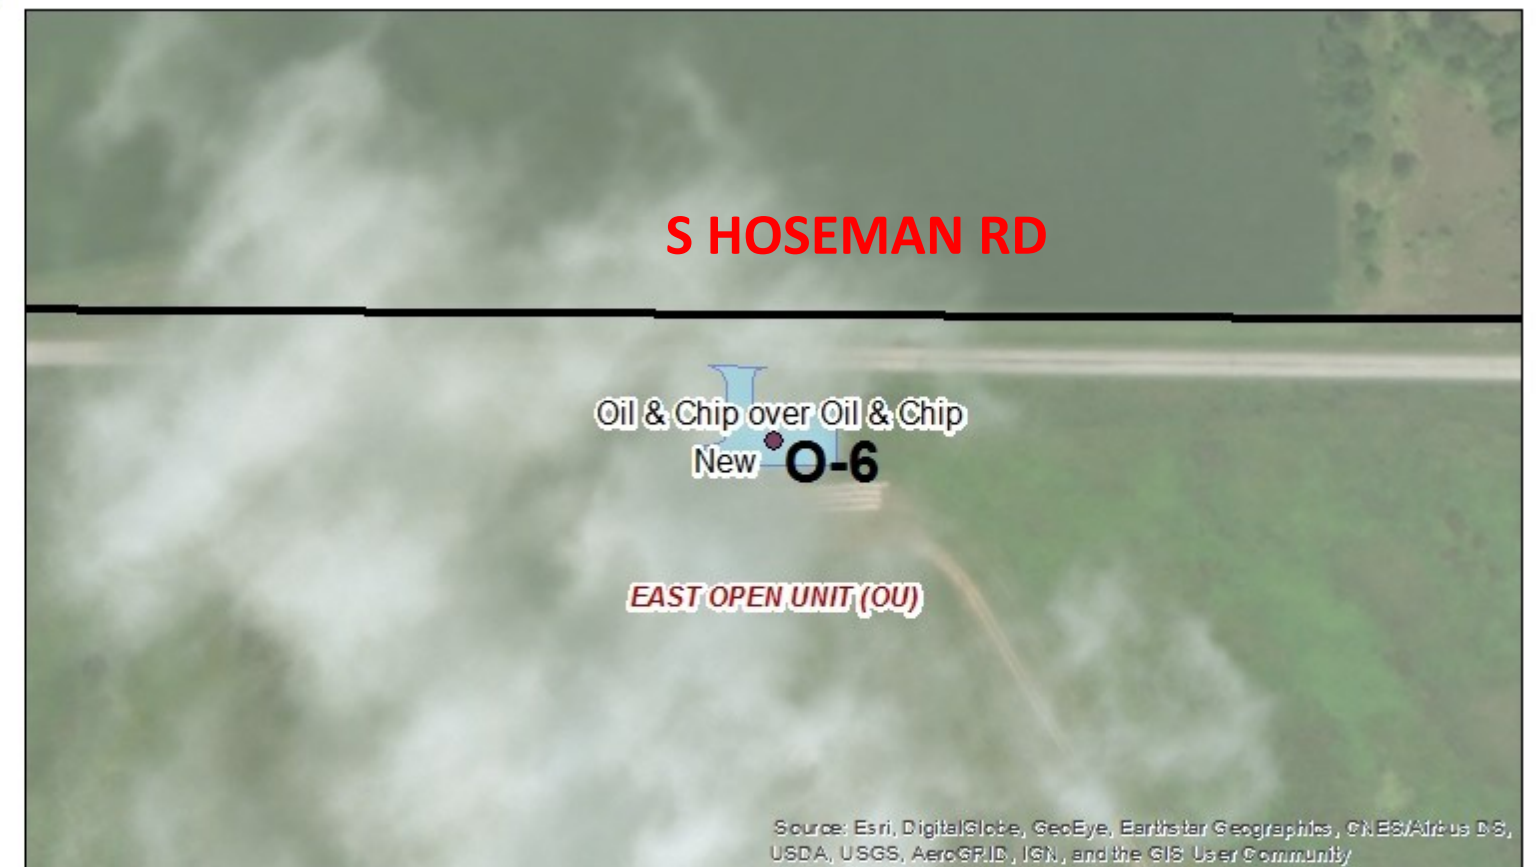 S HOSEMAN RD
Oil & Chip over Oil & Chip
New
O-6
EAST OPEN UNIT (OU)
Source: Esri, DigitalGlobe, GeoEye, Earthstar Geographics, CNES/Airbus DS,
USDA, USGS, AeroGRID, IGN, and the GIS User Community